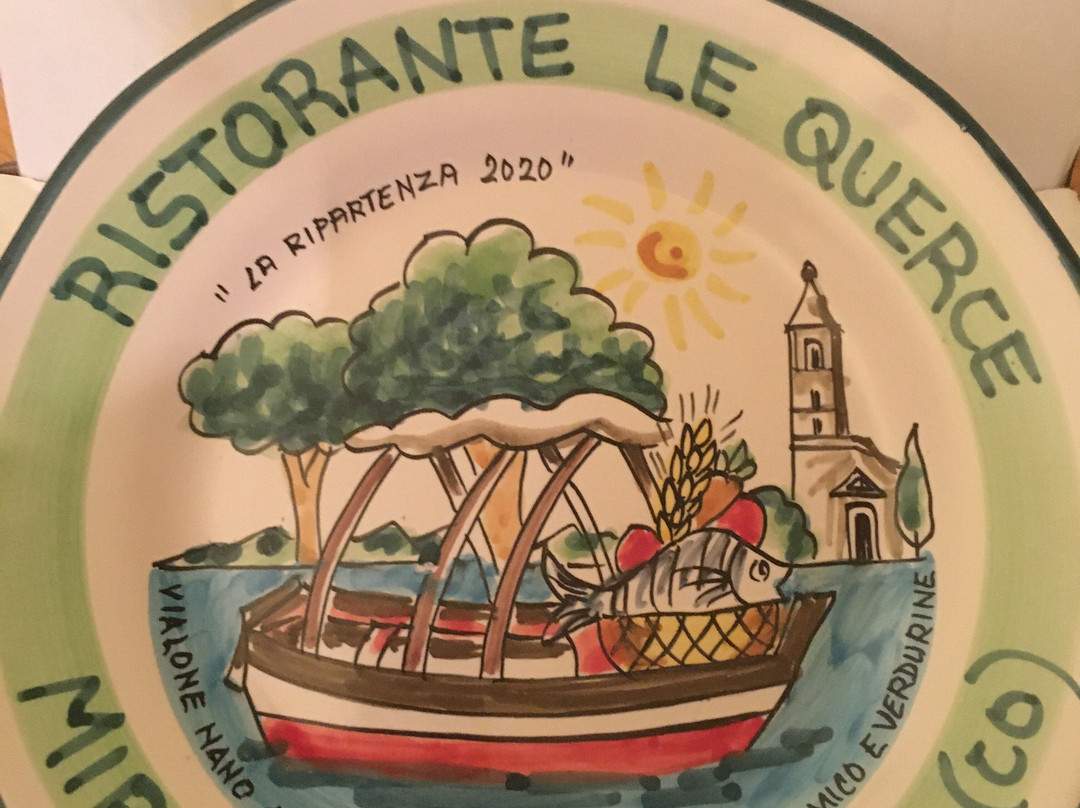 RISTORANTE LE QUERCE
"LA RIPARTENZA 2020"
VIALONE NANO
E VERDURINE
(CO)